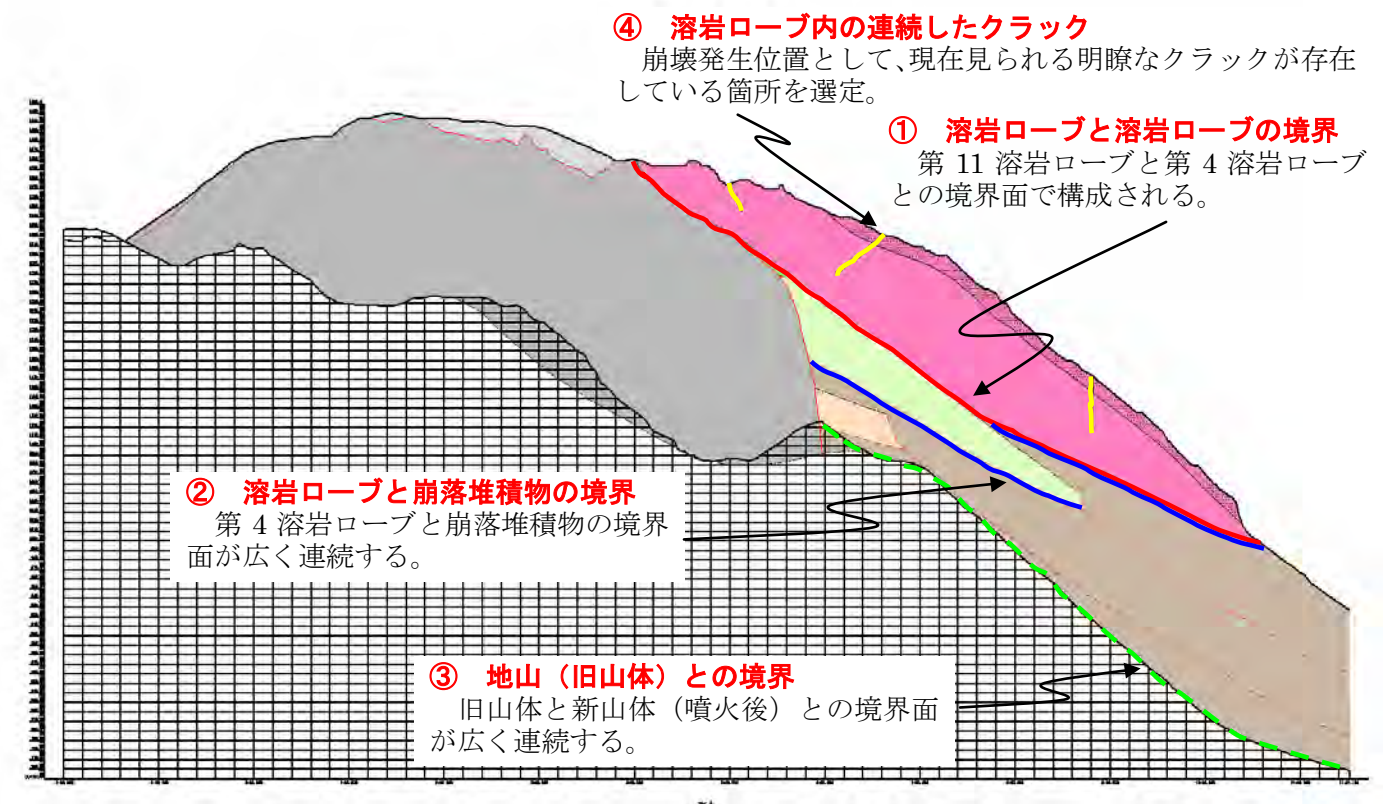 ④ 溶岩ローブ内の連続したクラック
崩壊発生位置として、現在見られる明瞭なクラックが存在
している箇所を選定。
① 溶岩ローブと溶岩ローブの境界
第 11 溶岩ローブと第 4 溶岩ローブ
との境界面で構成される。
② 溶岩ローブと崩落堆積物の境界
第 4 溶岩ローブと崩落堆積物の境界
面が広く連続する。
③ 地山（旧山体）との境界
旧山体と新山体（噴火後）との境界面
が広く連続する。